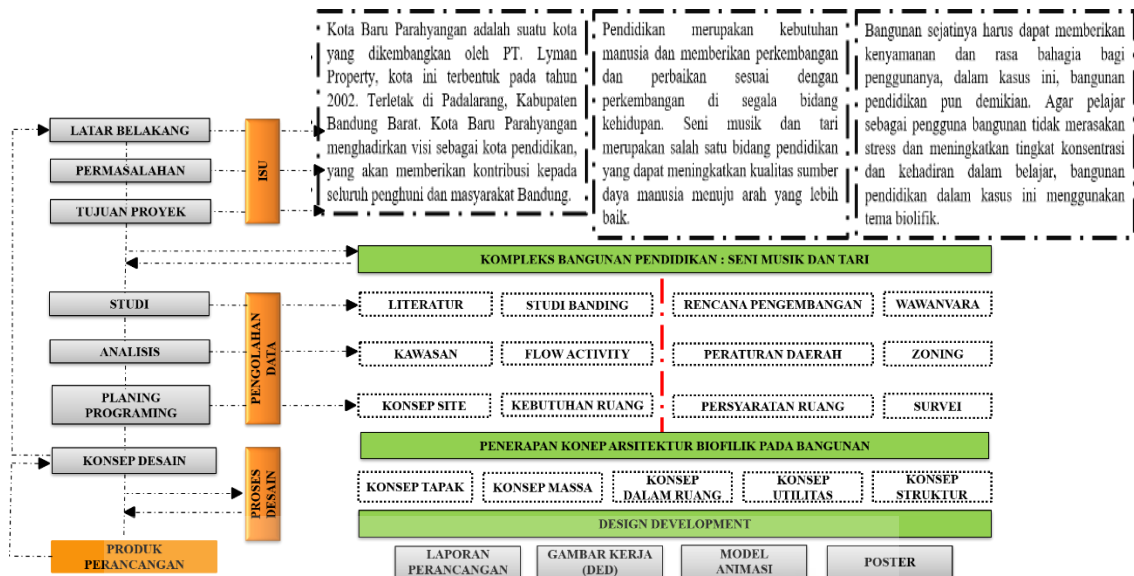 Kota Baru Parahyangan adalah suatu kota
yang dikembangkan oleh PT. Lyman
Property, kota ini terbentuk pada tahun
2002. Terletak di Padalarang, Kabupaten
Bandung Barat. Kota Baru Parahyangan
menghadirkan visi sebagai kota pendidikan,
yang akan memberikan kontribusi kepada
seluruh penghuni dan masyarakat Bandung.
Pendidikan merupakan kebutuhan
manusia dan memberikan perkembangan
dan perbaikan sesuai dengan
perkembangan di segala bidang
kehidupan. Seni musik dan tari
merupakan salah satu bidang pendidikan
yang dapat meningkatkan kualitas sumber
daya manusia menuju arah yang lebih
baik.
Bangunan sejatinya harus dapat memberikan
kenyamanan dan rasa bahagia bagi
penggunanya, dalam kasus ini, bangunan
pendidikan pun demikian. Agar pelajar
sebagai pengguna bangunan tidak merasakan
stress dan meningkatkan tingkat konsentrasi
dan kehadiran dalam belajar, bangunan
pendidikan dalam kasus ini menggunakan
tema biolifik.
LATAR BELAKANG
PERMASALAHAN
TUJUAN PROYEK
ISU
KOMPLEKS BANGUNAN PENDIDIKAN : SENI MUSIK DAN TARI
STUDI
ANALISIS
PLANING
PROGRAMING
PENGOLAHAN
DATA
LITERATUR
STUDI BANDING
RENCANA PENGEMBANGAN
WAWANVARA
KAWASAN
FLOW ACTIVITY
PERATURAN DAERAH
ZONING
KONSEP SITE
KEBUTUHAN RUANG
PERSYARATAN RUANG
SURVEI
PENERAPAN KONEP ARSITEKTUR BIOFILIK PADA BANGUNAN
KONSEP DESAIN
PROSES
DESAIN
KONSEP TAPAK
KONSEP MASSA
KONSEP
DALAM RUANG
KONSEP
UTILITAS
KONSEP
STRUKTUR
DESIGN DEVELOPMENT
PRODUK
PERANCANGAN
LAPORAN
PERANCANGAN
GAMBAR KERJA
(DED)
MODEL
ANIMASI
POSTER